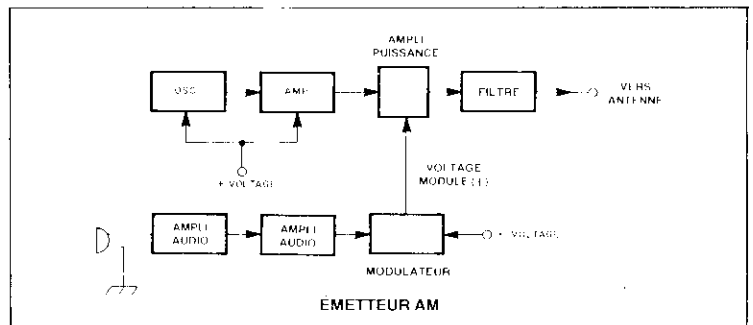 AMPLI
PUISSANCE
OSC
AMP
FILTRE
VERS
ANTENNE
+ VOLTAGE
VOLTAGE
MODULE (+)
AMPLI
AUDIO
AMPLI
AUDIO
+ VOLTAGE
MODULATEUR
ÉMETTEUR AM